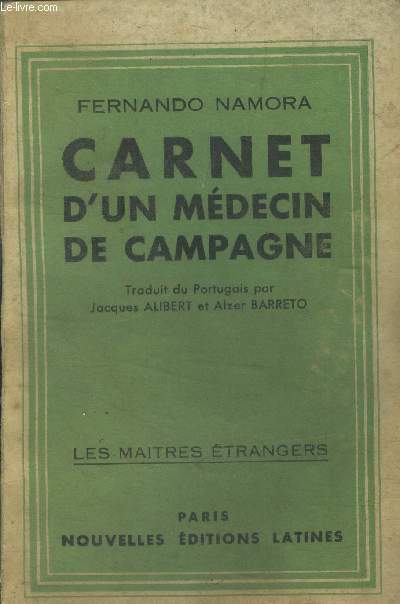 Le-livre.com
FERNANDO NAMORA
CARNET
D'UN MÉDECIN
DE CAMPAGNE
Traduit du Portugais par
Jacques ALIBERT et Alzer BARRETO
LES MAITRES ÉTRANGERS
PARIS
NOUVELLES ÉDITIONS LATINES